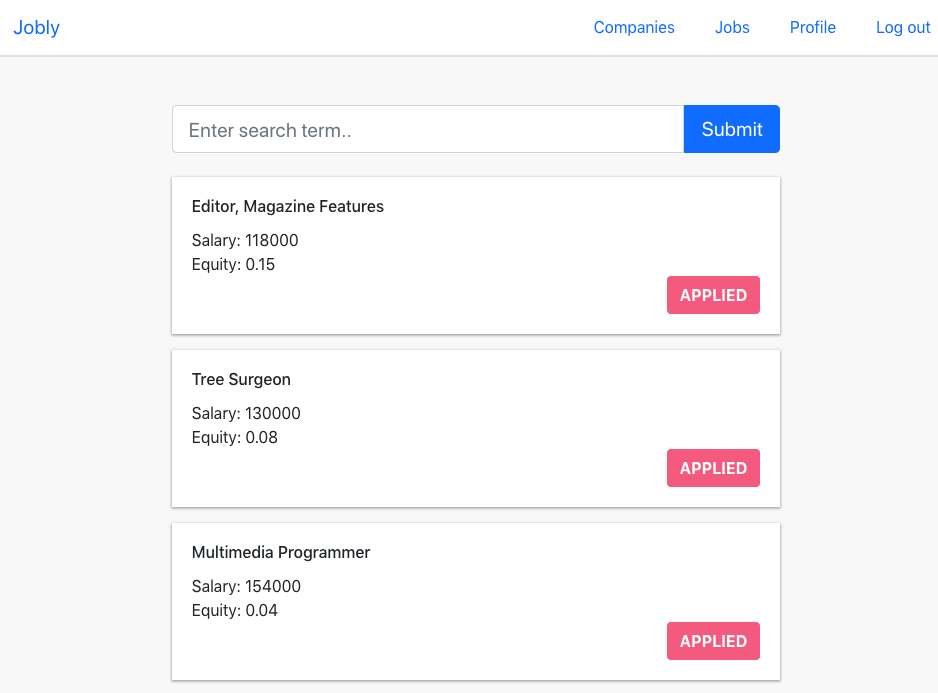 Jobly
Companies
Jobs
Profile
Log out
Enter search term..
Submit
Editor, Magazine Features
Salary: 118000
Equity: 0.15
APPLIED
Tree Surgeon
Salary: 130000
Equity: 0.08
APPLIED
Multimedia Programmer
Salary: 154000
Equity: 0.04
APPLIED